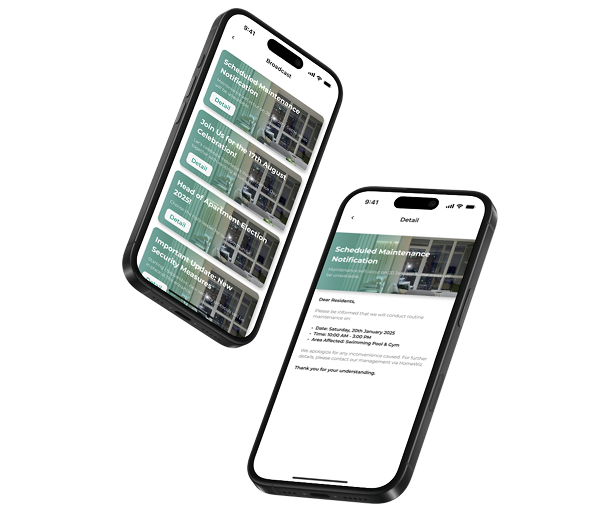 9:41
Broadcast
Scheduled Maintenance
Notification
Detail
Join Us for the 17th August
Celebration!
Detail
Head of Apartment Election
2025!
Detail
Important Update: New
Security Measures
9:41
Detail
Scheduled Maintenance
Notification
Dear Residents,
Please be informed that we will conduct routine
maintenance on:
- Date: Saturday, 20th January 2025
- Time: 10:00 AM - 3:00 PM
- Area Affected: Swimming Pool & Gym
We apologize for any inconvenience caused. For further
details, please contact our management via
Thank you for your understanding.